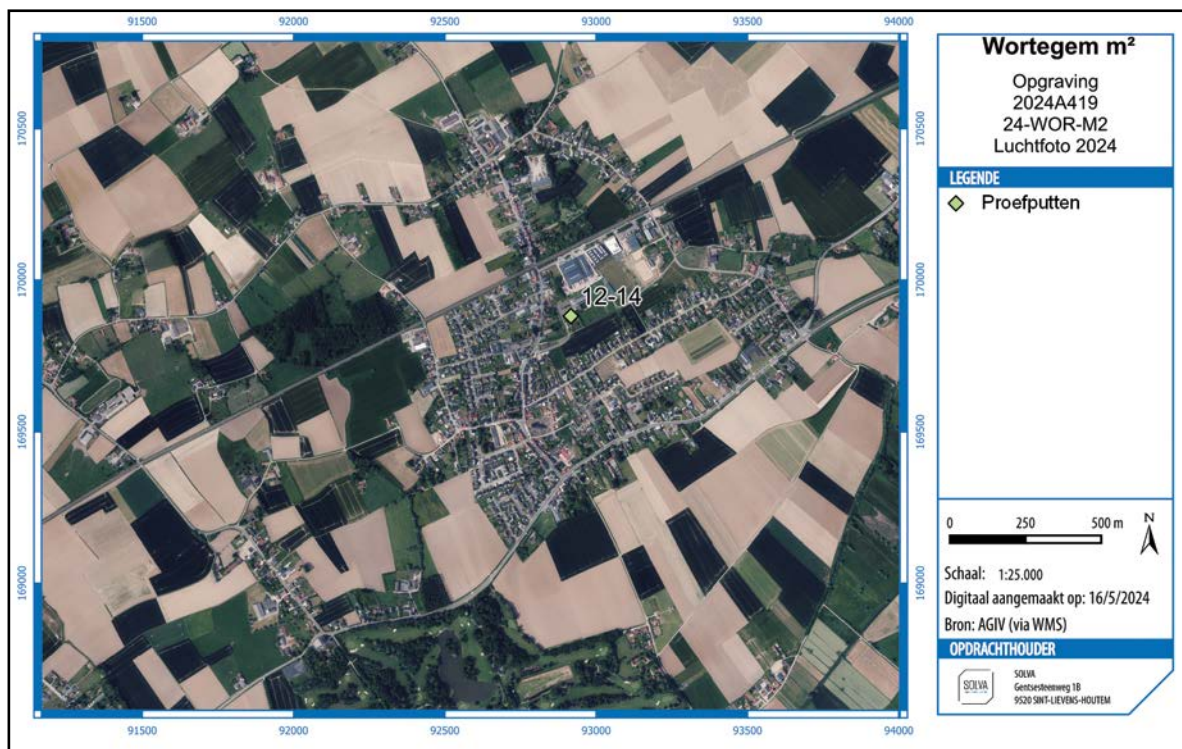 91500 92000 92500 93000 93500 94000
170500
170000
169500
169000
170500
170000
169500
169000
12-14
91500 92000 92500 93000 93500 94000
Wortegem m²
Opgraving
2024A419
24-WOR-M2
Luchtfoto 2024
LEGENDE
Proefputten
0 250 500 m
N
Schaal: 1:25.000
Digitaal aangemaakt op: 16/5/2024
Bron: AGIV (via WMS)
OPDRACHTHOUDER
SOLVA
SOLVA
Gentsesteenweg 1B
9520 SINT-LIEVENS-HOUTEM